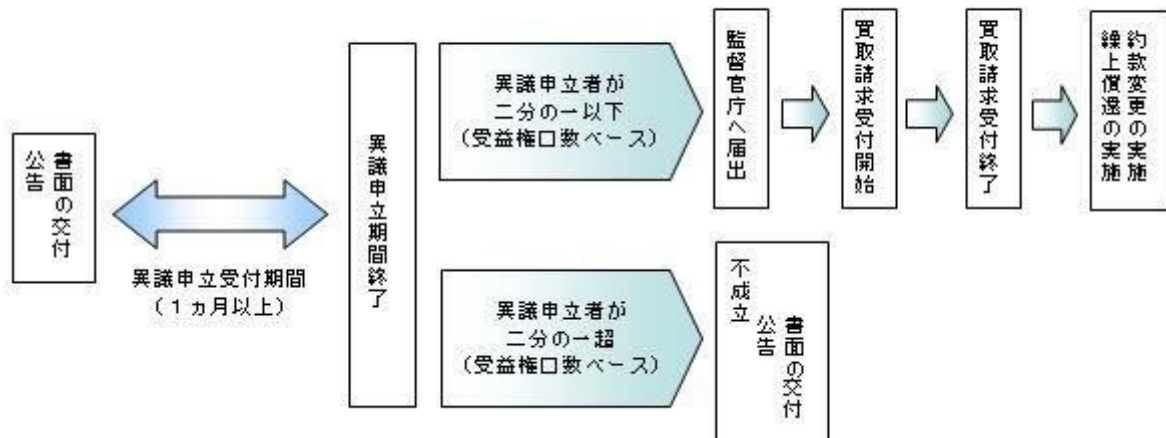 公告
書面の交付
異議申立受付期間
（１ヵ月以上）
異議申立期間終了
異議申立者が
二分の一以下
（受益権口数ベース）
監督官庁へ届出
買取請求受付開始
買取請求受付終了
約款変更の実施
繰上償還の実施
異議申立者が
二分の一超
（受益権口数ベース）
不成立
公告
書面の交付